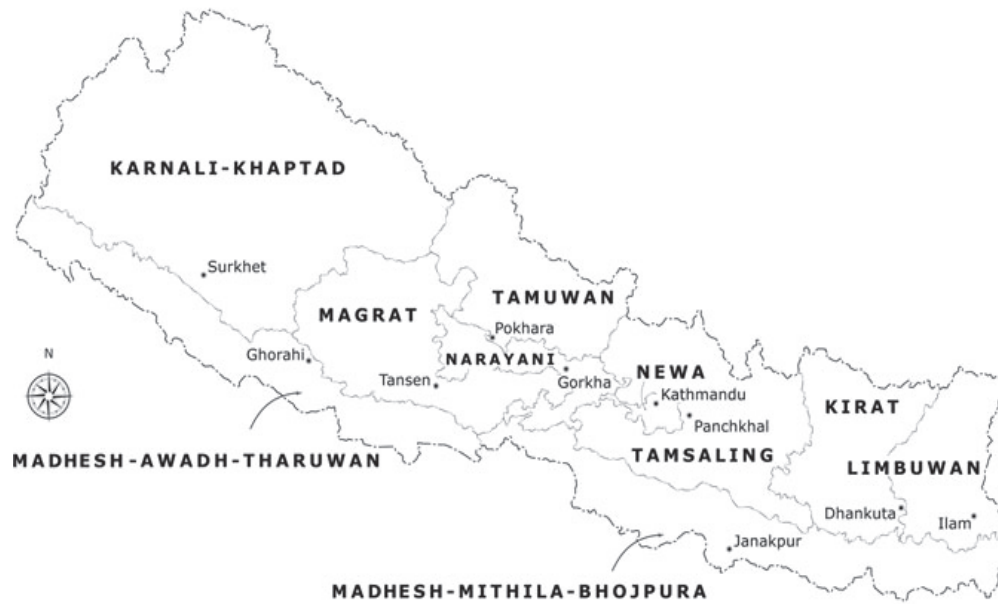 KARNALI-KHAPTAD
Surkhet
TAMUWAN
MAGRAT
Pokhara
N
Ghorahi
NARAYANI
Gorkha
NEWA
Tansen
Kathmandu
KIRAT
Panchkhal
MADHESH-AWADH-THARUWAN
TAMSALING
LIMBUWAN
Dhankuta
Ilam
Janakpur
MADHESH-MITHILA-BHOJPURA